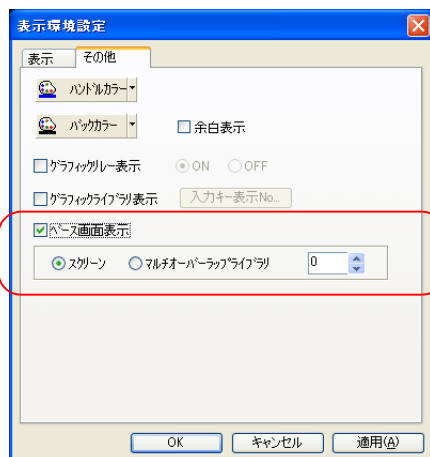 表示環境設定
表示 その他
ハンドルカラー
バックカラー 余白表示
グラフィックリレー表示 ON OFF
グラフィックライブラリ表示 入力キー表示No...
ベース画面表示
スクリーン マルチオーバーラップライブラリ 0
OK キャンセル 適用(A)